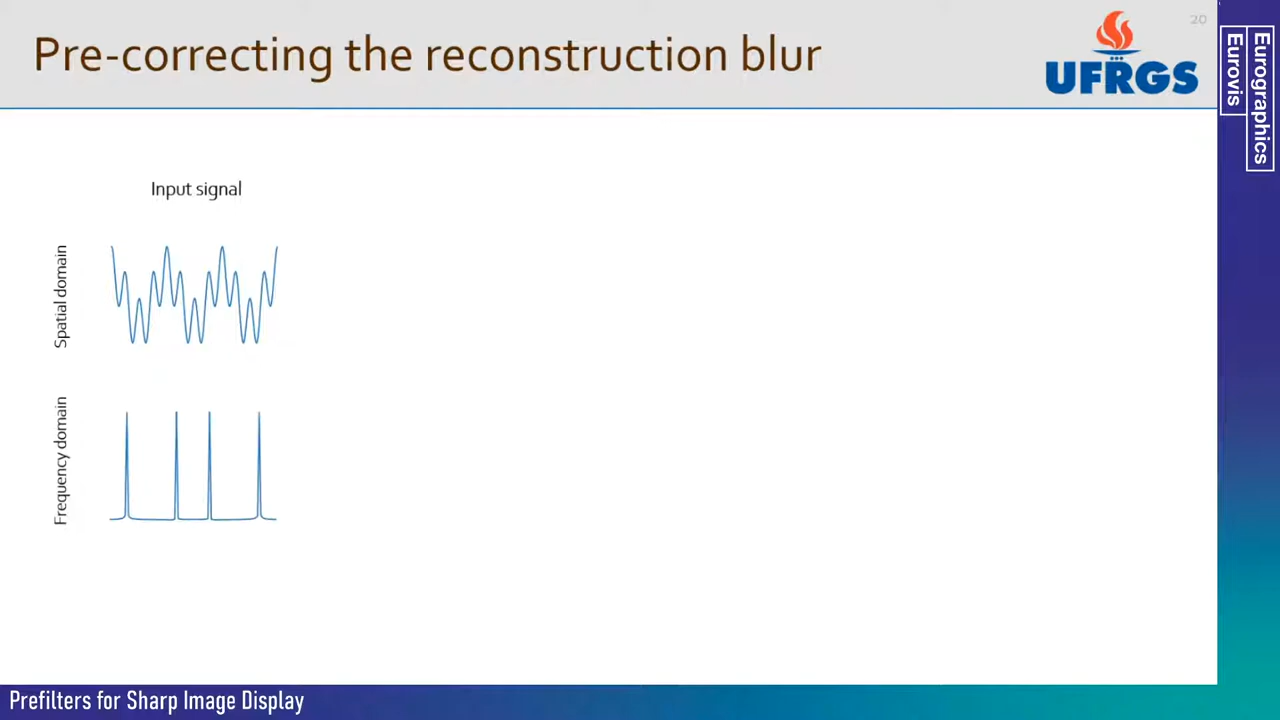 Pre-correcting the reconstruction blur
20
UFRGS
Eurographics
Eurovis
Input signal
Spatial domain
Frequency domain
Prefilters for Sharp Image Display